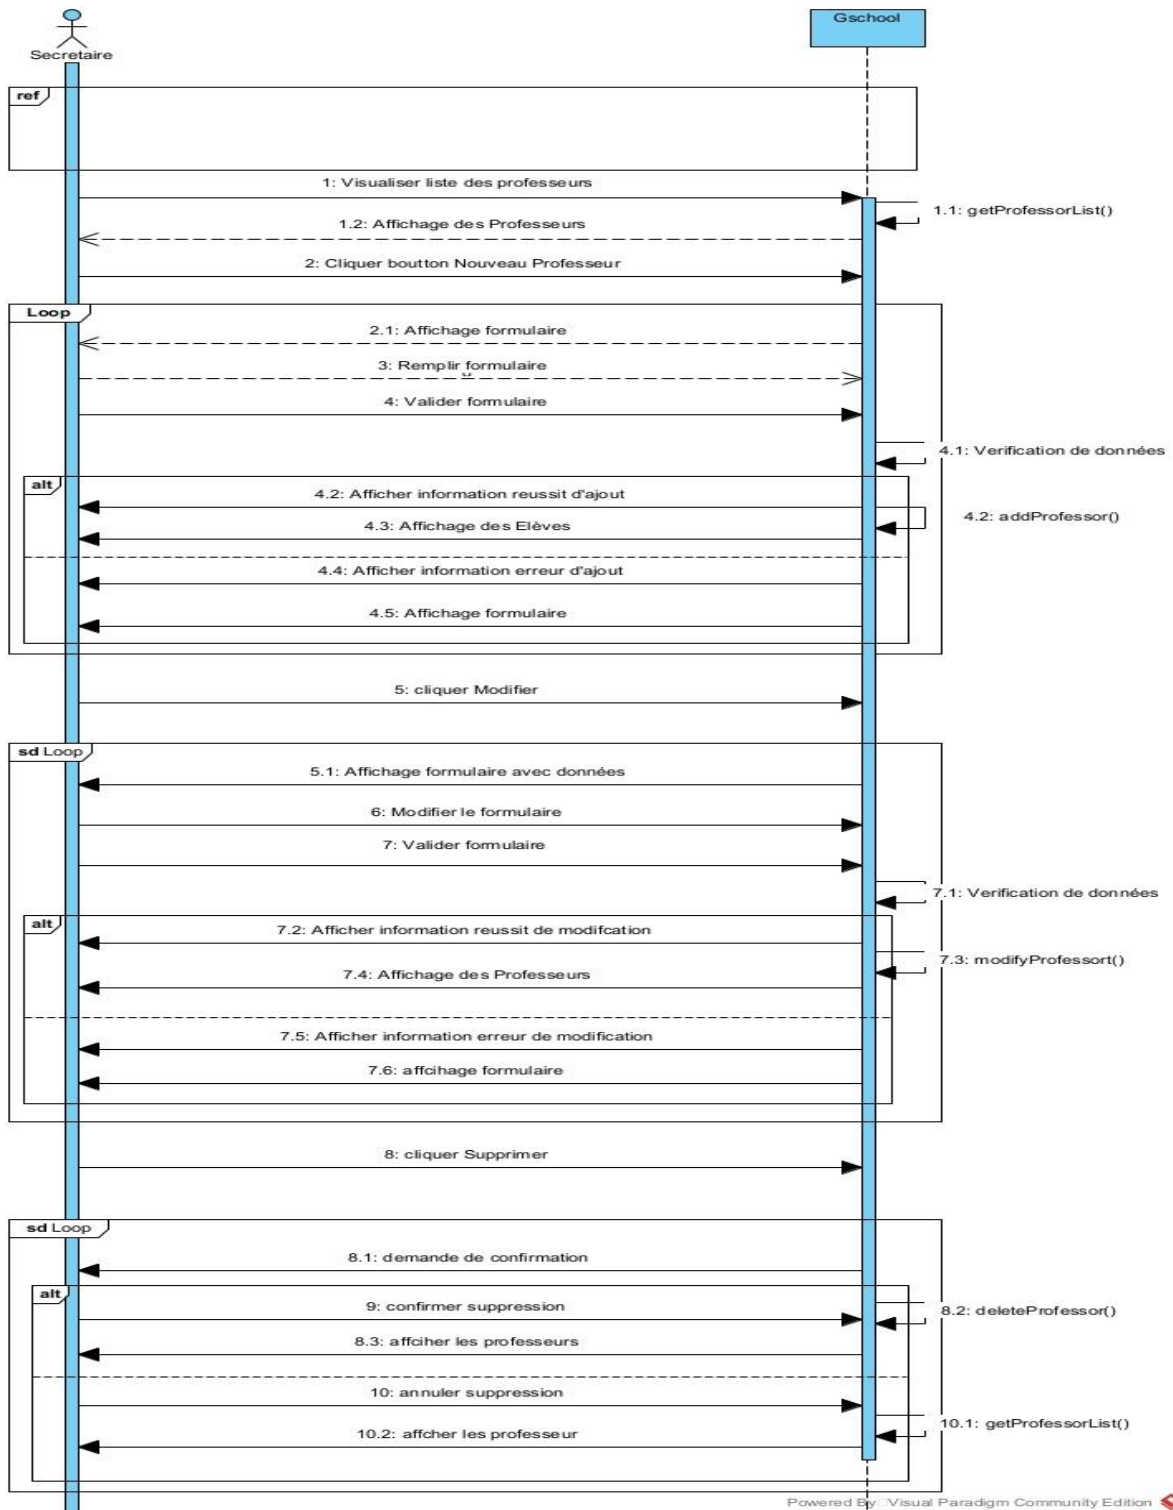 Gschool
Secretaire
ref
1: Visualiser liste des professeurs
1.1: getProfessorList()
1.2: Affichage des Professeurs
2: Cliquer boutton Nouveau Professeur
Loop
2.1: Affichage formulaire
3: Remplir formulaire
4: Valider formulaire
4.1: Verification de données
alt
4.2: Afficher information reussit d'ajout
4.2: addProfessor()
4.3: Affichage des Elèves
4.4: Afficher information erreur d'ajout
4.5: Affichage formulaire
5: cliquer Modifier
sd Loop
5.1: Affichage formulaire avec données
6: Modifier le formulaire
7: Valider formulaire
7.1: Verification de données
alt
7.2: Afficher information reussit de modifcation
7.3: modifyProfessort()
7.4: Affichage des Professeurs
7.5: Afficher information erreur de modification
7.6: affcihage formulaire
8: cliquer Supprimer
sd Loop
8.1: demande de confirmation
alt
9: confirmer suppression
8.2: deleteProfessor()
8.3: affciher les professeurs
10: annuler suppression
10.1: getProfessorList()
10.2: affcher les professeur
Powered By Visual Paradigm Community Edition